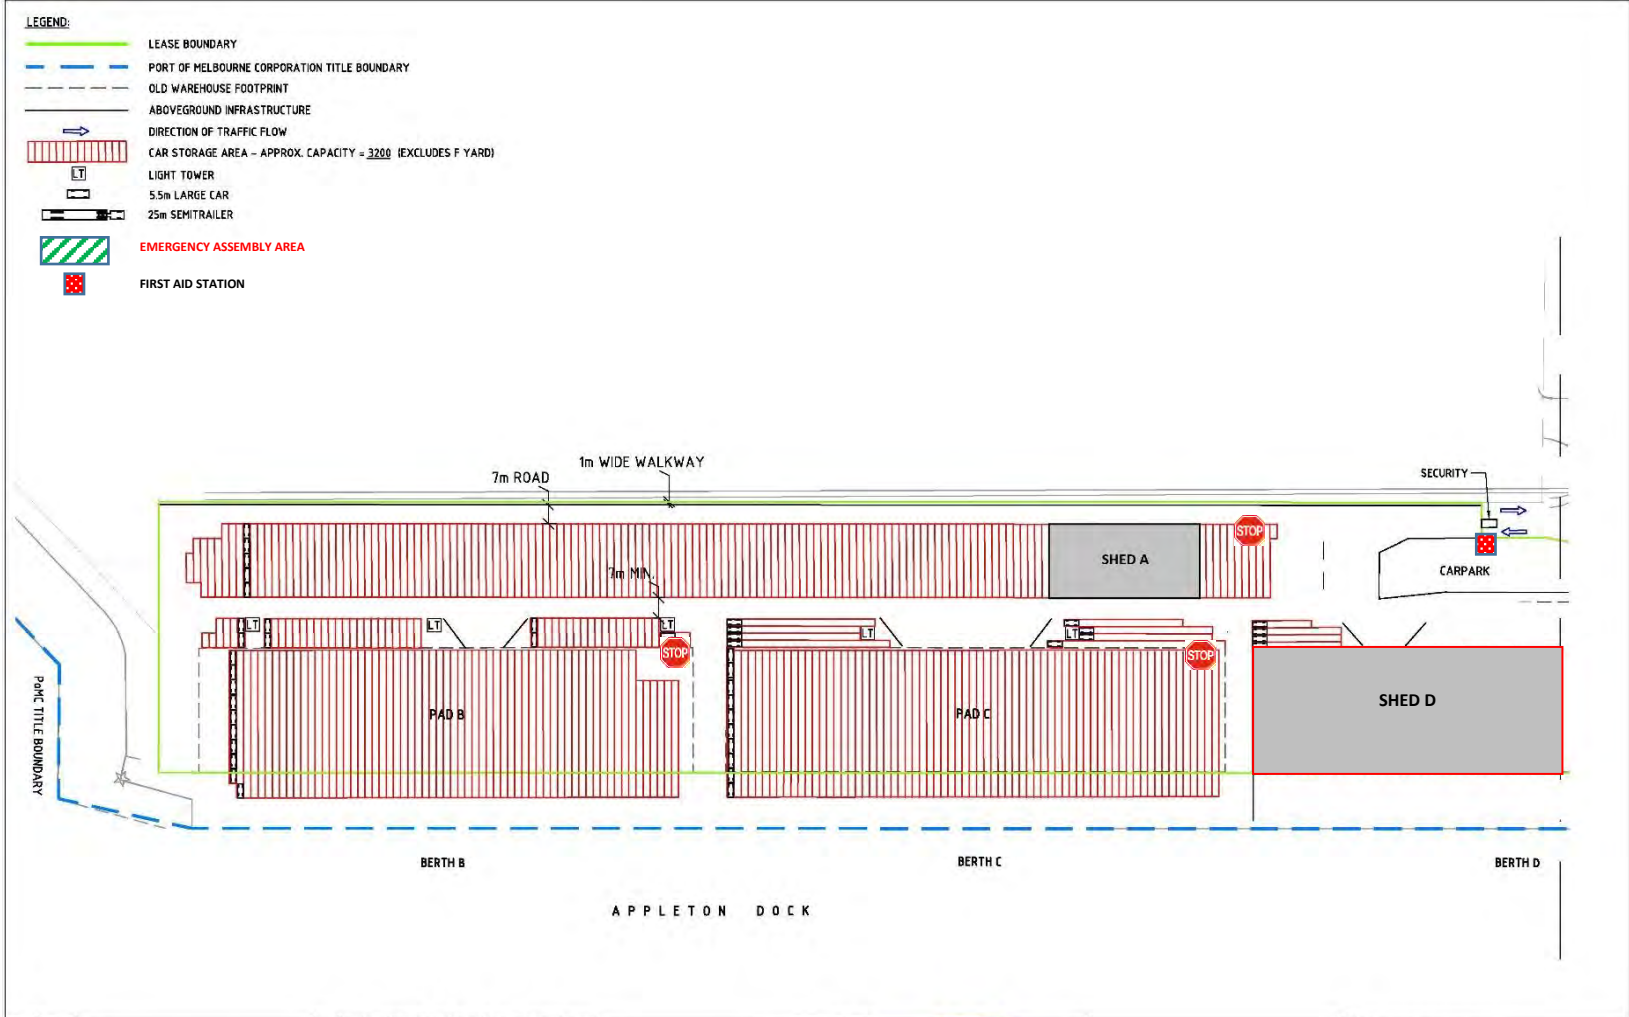 LEGEND:
LEASE BOUNDARY
PORT OF MELBOURNE CORPORATION TITLE BOUNDARY
OLD WAREHOUSE FOOTPRINT
ABOVEGROUND INFRASTRUCTURE
DIRECTION OF TRAFFIC FLOW
CAR STORAGE AREA – APPROX. CAPACITY = 3200 (EXCLUDES F YARD)
LT LIGHT TOWER
5.5m LARGE CAR
25m SEMITRAILER
EMERGENCY ASSEMBLY AREA
FIRST AID STATION
1m WIDE WALKWAY
7m ROAD
SECURITY
STOP
SHED A
CARPARK
7m MIN.
LT
LT
LT
LT
LT
STOP
STOP
PoMC TITLE BOUNDARY
PAD B
PAD C
SHED D
BERTH B
BERTH C
BERTH D
APPLETON DOCK